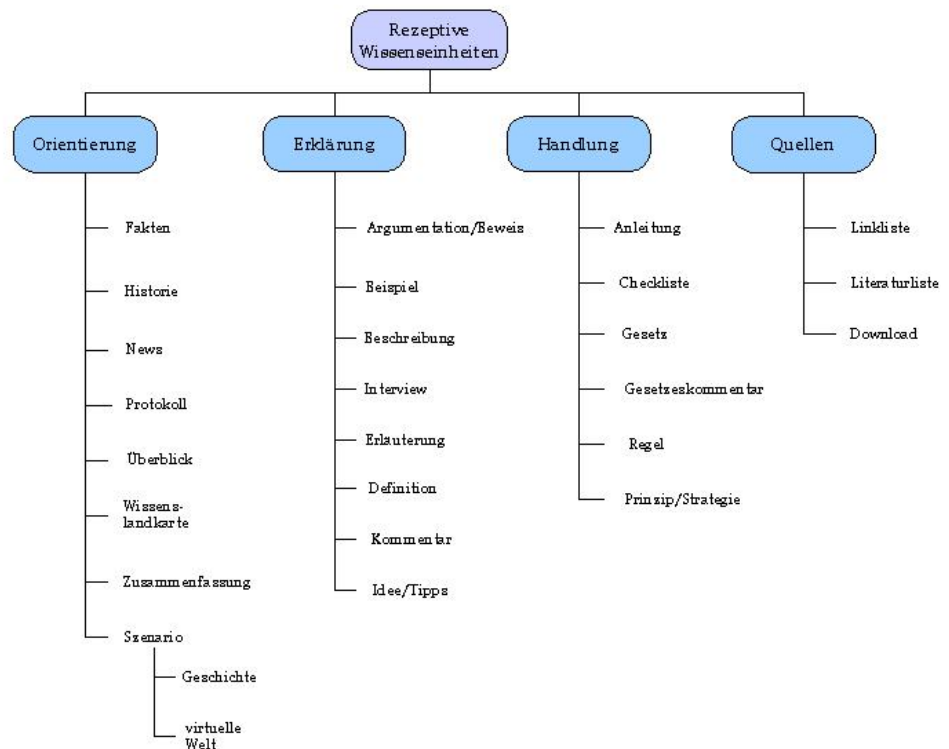 Rezeptive
Wissenseinheiten
Orientierung
Fakten
Historie
News
Protokoll
Überblick
Wissens-
landkarte
Zusammenfassung
Szenario
Geschichte
virtuelle
Welt
Erklärung
Argumentation/Beweis
Beispiel
Beschreibung
Interview
Erläuterung
Definition
Kommentar
Idee/Tipps
Handlung
Anleitung
Checkliste
Gesetz
Gesetzeskommentar
Regel
Prinzip/Strategie
Quellen
Linkliste
Literaturliste
Download